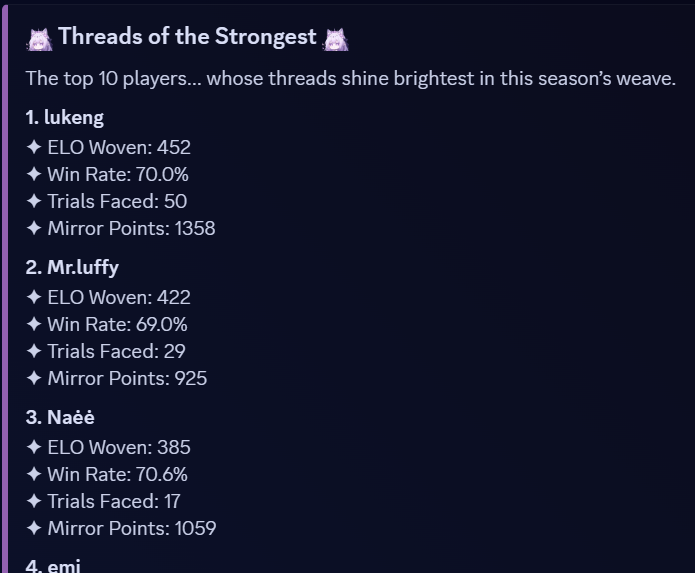 Threads of the Strongest
The top 10 players... whose threads shine brightest in this season’s weave.
1. lukeng
✦ ELO Woven: 452
✦ Win Rate: 70.0%
✦ Trials Faced: 50
✦ Mirror Points: 1358
2. Mr.luffy
✦ ELO Woven: 422
✦ Win Rate: 69.0%
✦ Trials Faced: 29
✦ Mirror Points: 925
3. Naėė
✦ ELO Woven: 385
✦ Win Rate: 70.6%
✦ Trials Faced: 17
✦ Mirror Points: 1059
4. emi